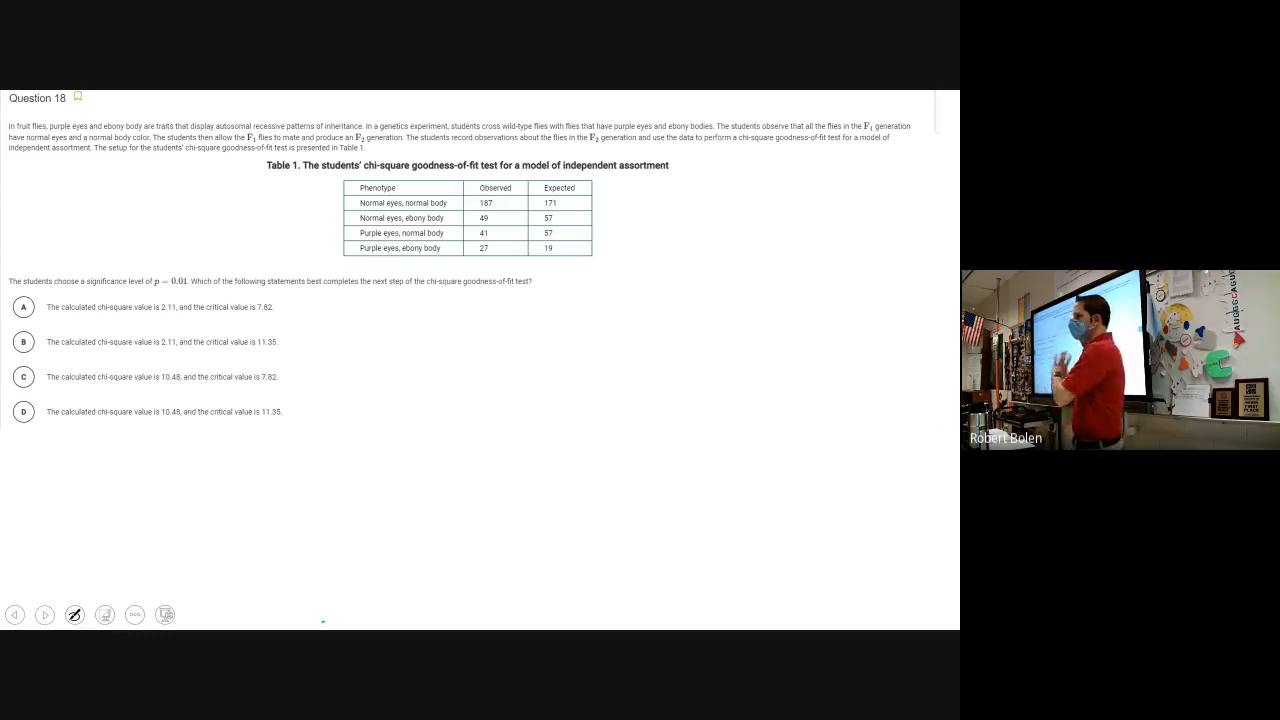 Question 18
In fruit flies, purple eyes and ebony body are traits that display autosomal recessive patterns of inheritance. In a genetics experiment, students cross wild-type flies with flies that have purple eyes and ebony bodies. The students observe that all the flies in the F1 generation
have normal eyes and a normal body color. The students then allow the F1 flies to mate and produce an F2 generation. The students record observations about the flies in the F2 generation and use the data to perform a chi-square goodness-of-fit test for a model of
independent assortment. The setup for the students' chi-square goodness-of-fit test is presented in Table 1.
Table 1. The students' chi-square goodness-of-fit test for a model of independent assortment
Phenotype Observed Expected
Normal eyes, normal body 187 171
Normal eyes, ebony body 49 57
Purple eyes, normal body 41 57
Purple eyes, ebony body 27 19
The students choose a significance level of p = 0.01. Which of the following statements best completes the next step of the chi-square goodness-of-fit test?
A The calculated chi-square value is 2.11, and the critical value is 7.82.
B The calculated chi-square value is 2.11, and the critical value is 11.35.
C The calculated chi-square value is 10.48, and the critical value is 7.82.
D The calculated chi-square value is 10.48, and the critical value is 11.35.
FIRST
PLACE
Robert Bolen